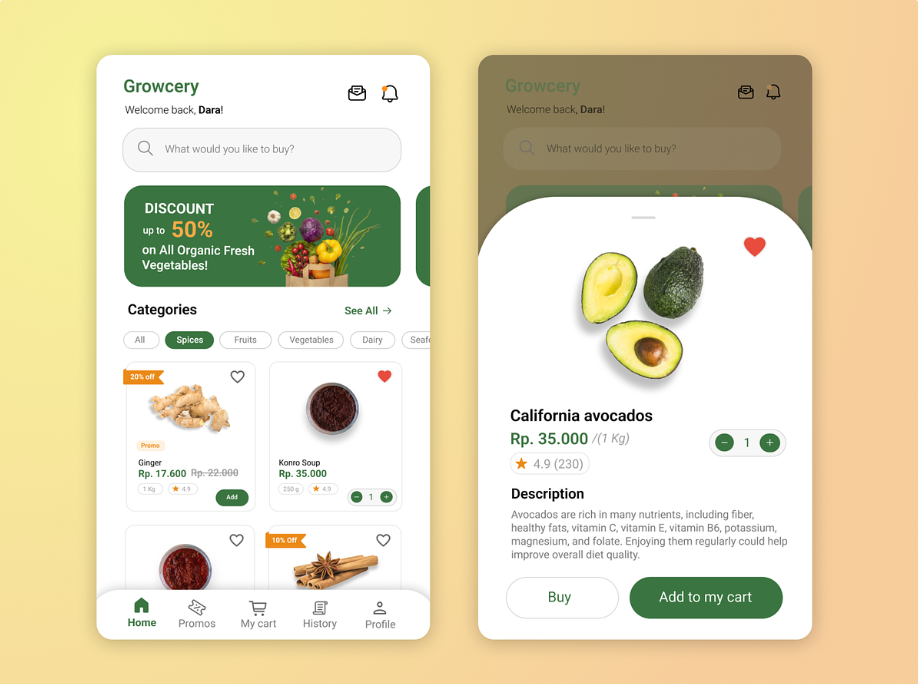 Growcery
Welcome back, Dara!
What would you like to buy?
DISCOUNT
up to 50%
on All Organic Fresh
Vegetables!
Categories
See All →
All
Spices
Fruits
Vegetables
Dairy
Seafo
20% off
Promo
Ginger
Rp. 17.600 Rp. 22.000
1 Kg
4.9
Add
Konro Soup
Rp. 35.000
250 g
4.9
− 1 +
10% Off
Home
Promos
My cart
History
Profile
Growcery
Welcome back, Dara!
What would you like to buy?
California avocados
Rp. 35.000 /(1 Kg)
− 1 +
4.9 (230)
Description
Avocados are rich in many nutrients, including fiber,
healthy fats, vitamin C, vitamin E, vitamin B6, potassium,
magnesium, and folate. Enjoying them regularly could help
improve overall diet quality.
Buy
Add to my cart